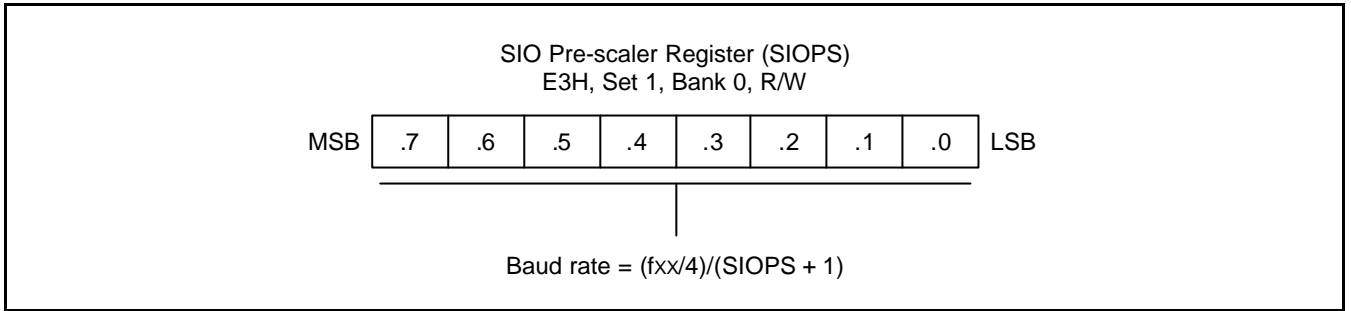 SIO Pre-scaler Register (SIOPS)
E3H, Set 1, Bank 0, R/W
MSB .7 .6 .5 .4 .3 .2 .1 .0 LSB
Baud rate = (fxx/4)/(SIOPS + 1)